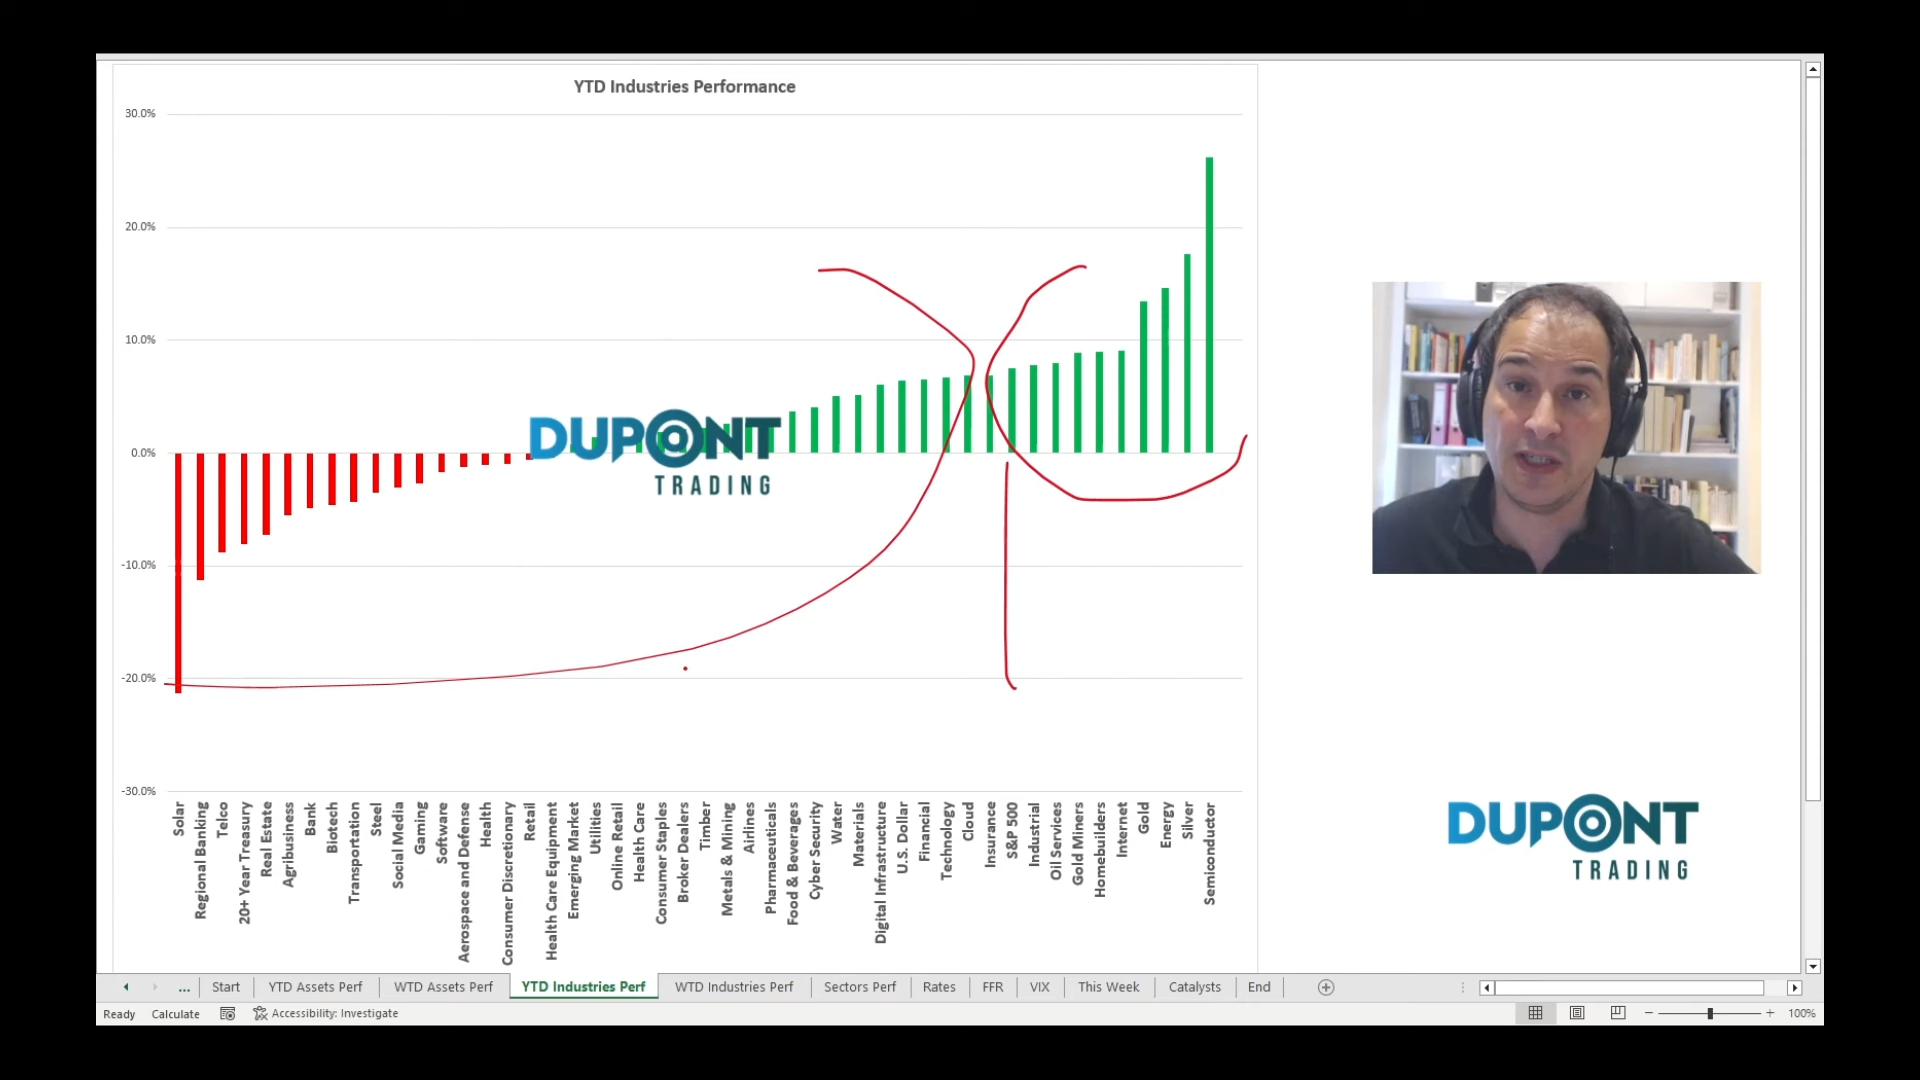 YTD Industries Performance
30.0%
20.0%
10.0%
0.0%
-10.0%
-20.0%
-30.0%
DUPONT
TRADING
Solar
Regional Banking
Telco
20+ Year Treasury
Real Estate
Agribusiness
Bank
Biotech
Transportation
Steel
Social Media
Gaming
Software
Aerospace and Defense
Health
Consumer Discretionary
Retail
Health Care Equipment
Emerging Market
Utilities
Online Retail
Health Care
Consumer Staples
Broker Dealers
Timber
Metals & Mining
Airlines
Pharmaceuticals
Food & Beverages
Cyber Security
Water
Materials
Digital Infrastructure
U.S. Dollar
Financial
Technology
Cloud
Insurance
S&P 500
Industrial
Oil Services
Gold Miners
Homebuilders
Internet
Gold
Energy
Silver
Semiconductor
DUPONT
TRADING
... Start YTD Assets Perf WTD Assets Perf YTD Industries Perf WTD Industries Perf Sectors Perf Rates FFR VIX This Week Catalysts End
Ready Calculate Accessibility: Investigate 100%